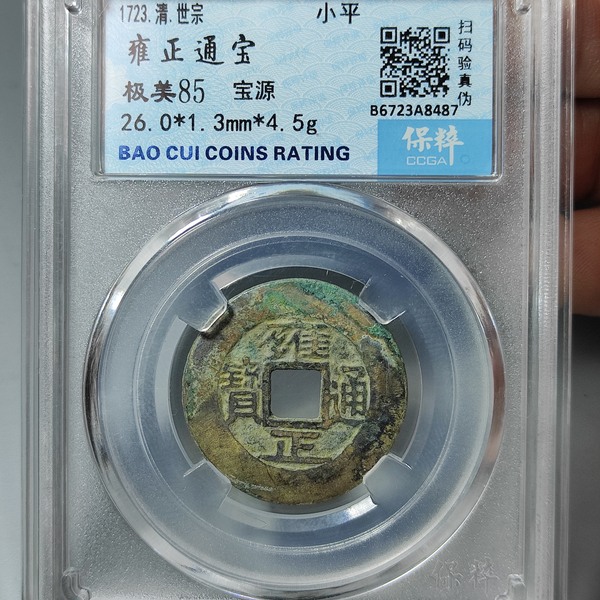 1723.清.世宗 小平
雍正通宝
极美85 宝源
26.0*1.3mm*4.5g
BAO CUI COINS RATING
扫码验真伪
B6723A8487
保粹
CCGA
雍正通寳
保粹